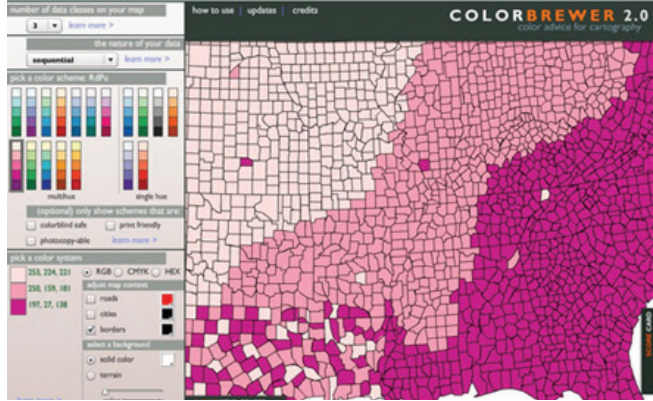 number of data classes on your map
3 learn more >
the nature of your data
sequential learn more >
pick a color scheme: RdPu
multihue single hue
(optional) only show schemes that are:
colorblind safe print friendly
photocopy-able learn more >
pick a color system
253, 224, 221 RGB CMYK HEX
250, 159, 181
197, 27, 138
adjust map context
roads
cities
borders
select a background
solid color
terrain
how to use | updates | credits
COLORBREWER 2.0
color advice for cartography
SCORE CARD